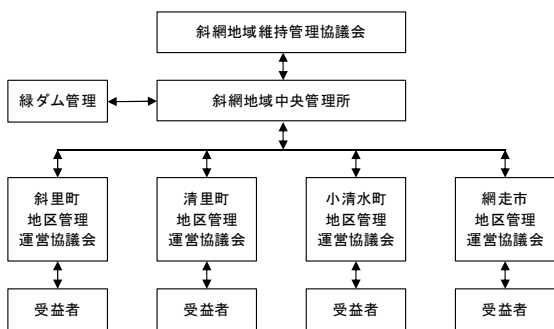 斜網地域維持管理協議会
緑ダム管理
斜網地域中央管理所
斜里町
地区管理
運営協議会
清里町
地区管理
運営協議会
小清水町
地区管理
運営協議会
網走市
地区管理
運営協議会
受益者
受益者
受益者
受益者